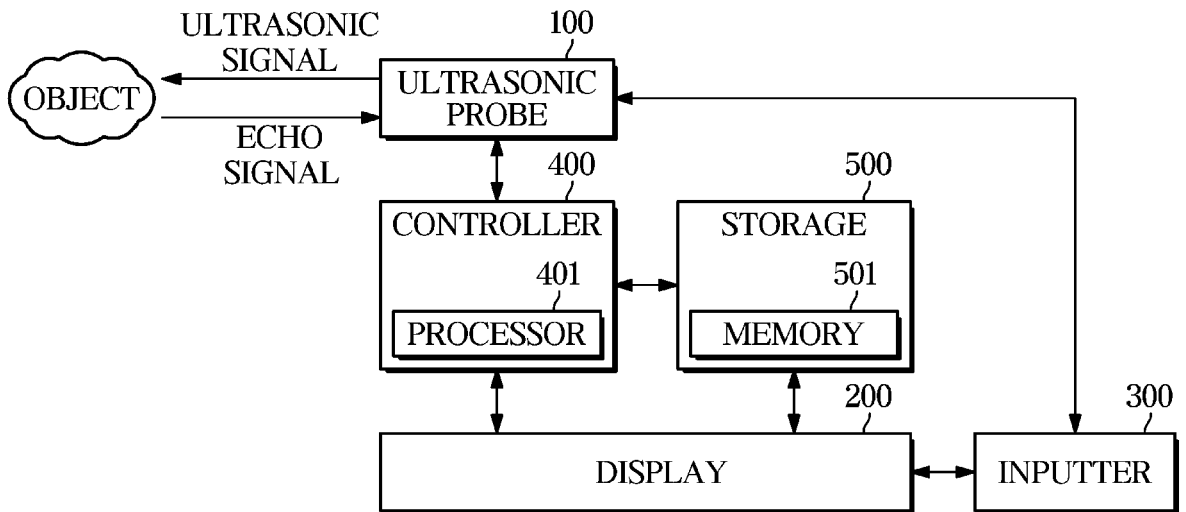 ULTRASONIC
SIGNAL
100
OBJECT
ULTRASONIC
PROBE
ECHO
SIGNAL
400
500
CONTROLLER
STORAGE
401
501
PROCESSOR
MEMORY
200
300
DISPLAY
INPUTTER